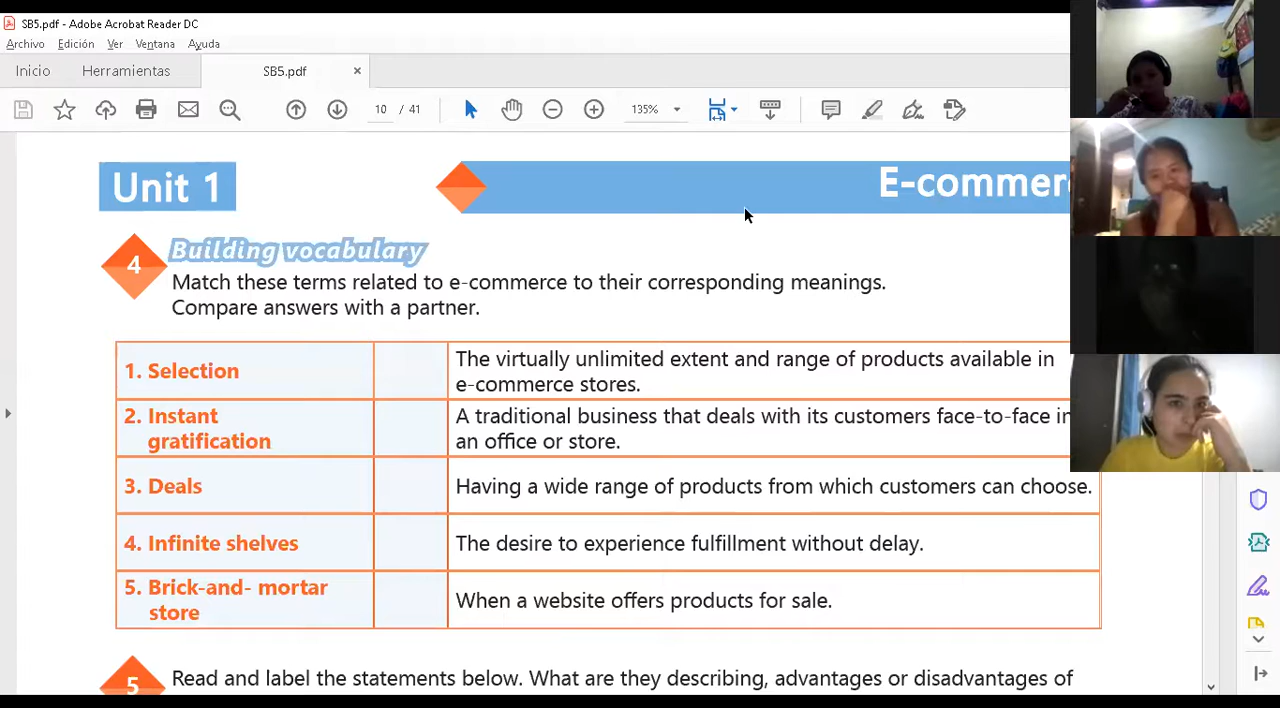 SB5.pdf - Adobe Acrobat Reader DC
Archivo Edición Ver Ventana Ayuda
Inicio Herramientas SB5.pdf ×
10 / 41 135%
Unit 1
E-commer
4 Building vocabulary
Match these terms related to e-commerce to their corresponding meanings.
Compare answers with a partner.
1. Selection
The virtually unlimited extent and range of products available in
e-commerce stores.
2. Instant
gratification
A traditional business that deals with its customers face-to-face in
an office or store.
3. Deals
Having a wide range of products from which customers can choose.
4. Infinite shelves
The desire to experience fulfillment without delay.
5. Brick-and- mortar
store
When a website offers products for sale.
5 Read and label the statements below. What are they describing, advantages or disadvantages of